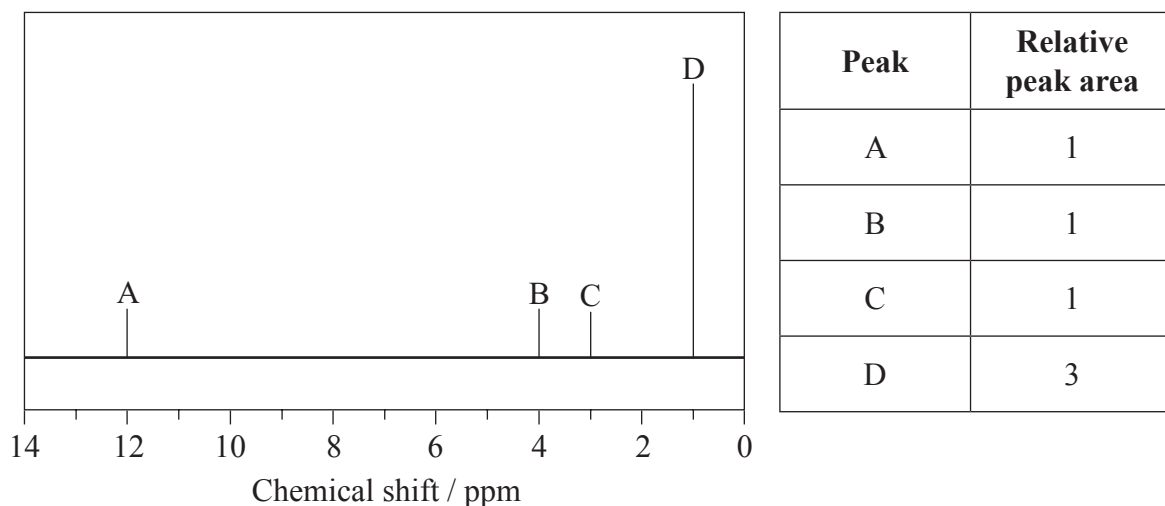 D
A
B
C
14 12 10 8 6 4 2 0
Chemical shift / ppm
Peak Relative peak area
A 1
B 1
C 1
D 3